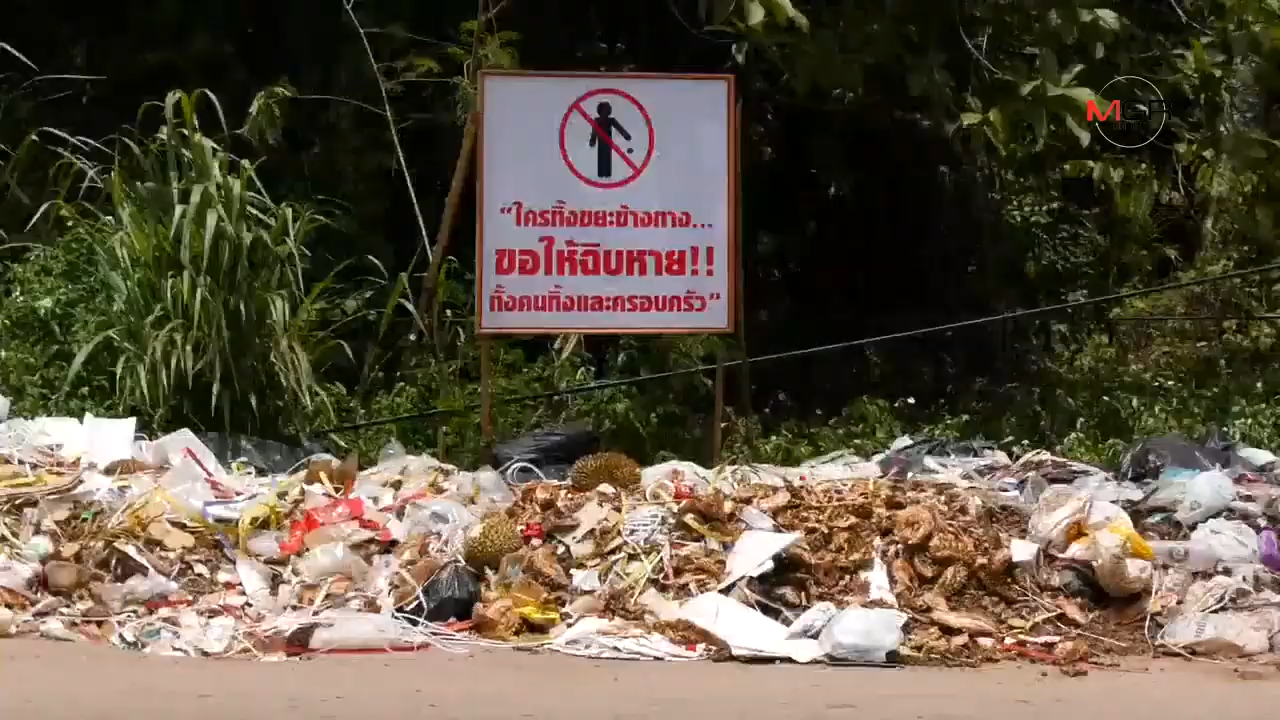 “ใครทิ้งขยะข้างทาง...
ขอให้ฉิบหาย!!
ทั้งคนทิ้งและครอบครัว”